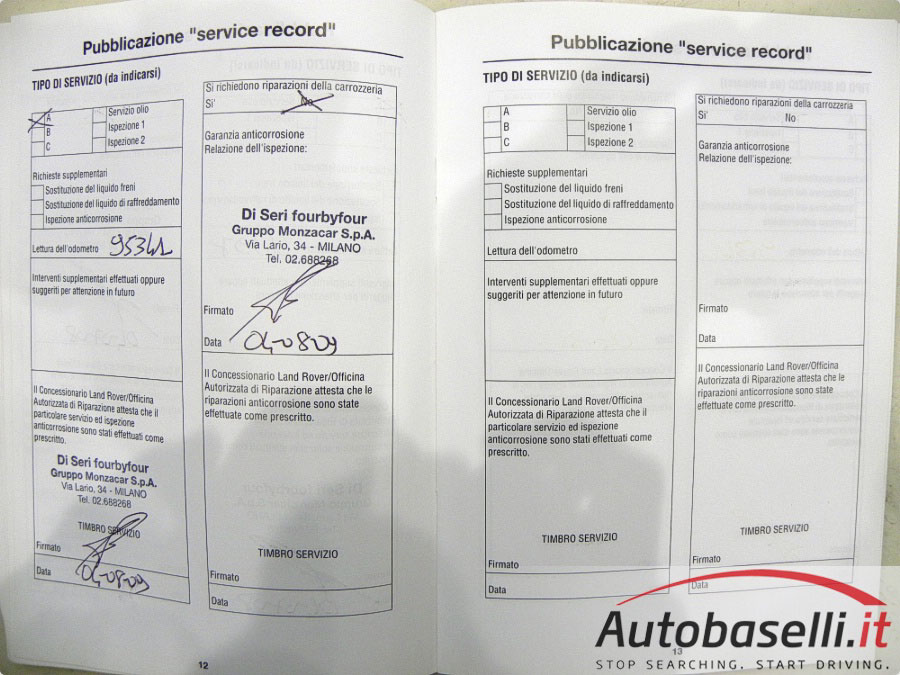 Pubblicazione "service record"
TIPO DI SERVIZIO (da indicarsi)
A
B
C
Servizio olio
Ispezione 1
Ispezione 2
Richieste supplementari
Sostituzione del liquido freni
Sostituzione del liquido di raffreddamento
Ispezione anticorrosione
Lettura dell'odometro 95341
Interventi supplementari effettuati oppure
suggeriti per attenzione in futuro
Il Concessionario Land Rover/Officina
Autorizzata di Riparazione attesta che il
particolare servizio ed ispezione
anticorrosione sono stati effettuati come
prescritto.
Di Seri fourbyfour
Gruppo Monzacar S.p.A.
Via Lario, 34 - MILANO
Tel. 02.688268
TIMBRO SERVIZIO
Firmato
Data 04-08-09
Si richiedono riparazioni della carrozzeria
Si' No
Garanzia anticorrosione
Relazione dell'ispezione:
Di Seri fourbyfour
Gruppo Monzacar S.p.A.
Via Lario, 34 - MILANO
Tel. 02.688268
Firmato
Data 04-08-09
Il Concessionario Land Rover/Officina
Autorizzata di Riparazione attesta che le
riparazioni anticorrosione sono state
effettuate come prescritto.
TIMBRO SERVIZIO
Firmato
Data
12
Pubblicazione "service record"
TIPO DI SERVIZIO (da indicarsi)
A
B
C
Servizio olio
Ispezione 1
Ispezione 2
Richieste supplementari
Sostituzione del liquido freni
Sostituzione del liquido di raffreddamento
Ispezione anticorrosione
Lettura dell'odometro
Interventi supplementari effettuati oppure
suggeriti per attenzione in futuro
Il Concessionario Land Rover/Officina
Autorizzata di Riparazione attesta che il
particolare servizio ed ispezione
anticorrosione sono stati effettuati come
prescritto.
TIMBRO SERVIZIO
Firmato
Data
Si richiedono riparazioni della carrozzeria
Si' No
Garanzia anticorrosione
Relazione dell'ispezione:
Firmato
Data
Il Concessionario Land Rover/Officina
Autorizzata di Riparazione attesta che le
riparazioni anticorrosione sono state
effettuate come prescritto.
TIMBRO SERVIZIO
Firmato
Data
13
Autobaselli.it
STOP SEARCHING. START DRIVING.